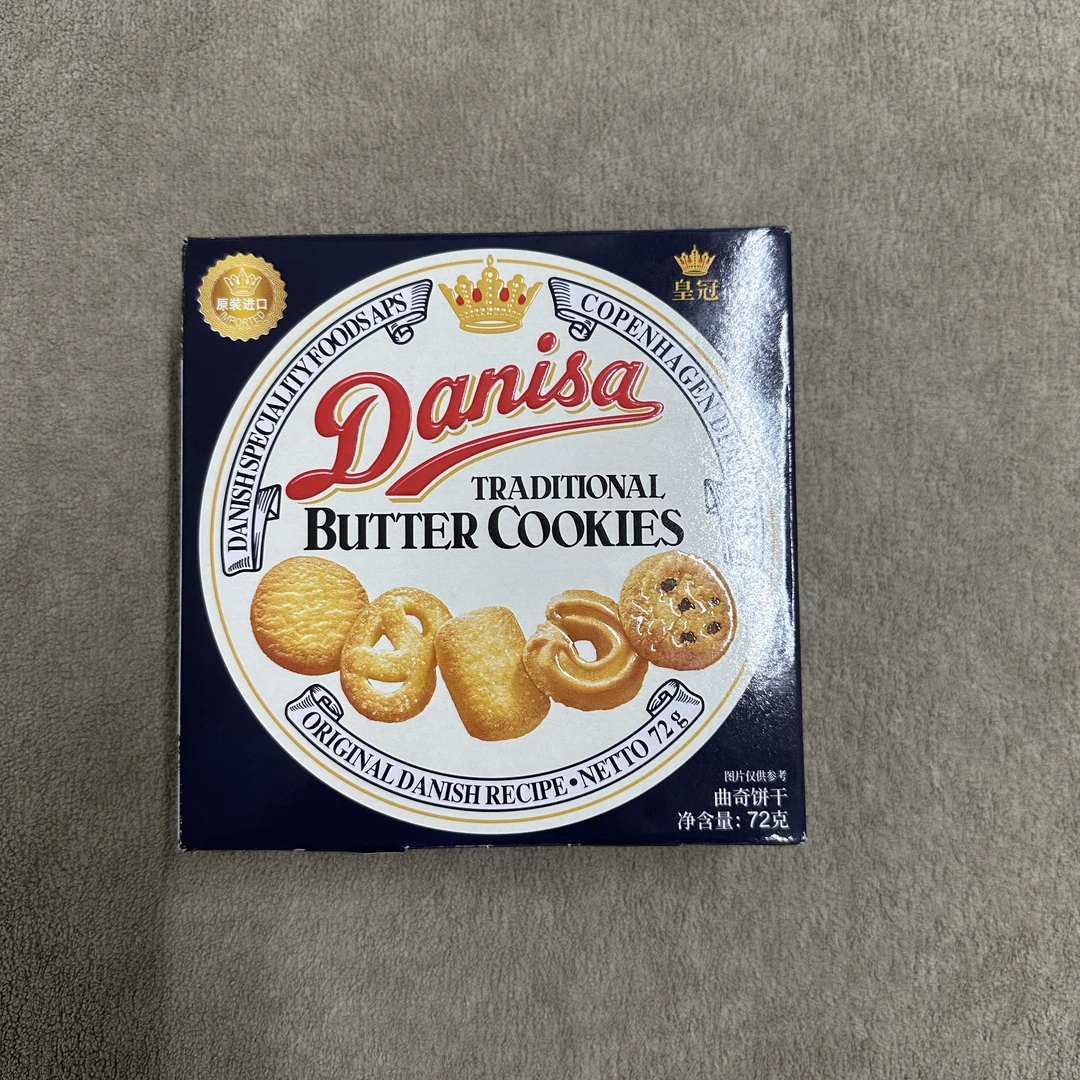 原装进口
IMPORTED
皇冠
DANISH SPECIALITY FOODS APS
COPENHAGEN
Danisa
TRADITIONAL
BUTTER COOKIES
ORIGINAL DANISH RECIPE • NETTO 72 g
图片仅供参考
曲奇饼干
净含量：72克